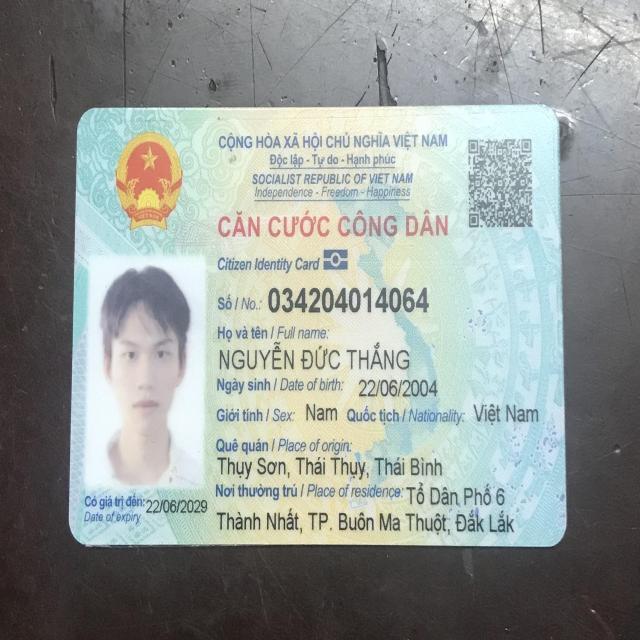 CỘNG HÒA XÃ HỘI CHỦ NGHĨA VIỆT NAM
Độc lập - Tự do - Hạnh phúc
SOCIALIST REPUBLIC OF VIET NAM
Independence - Freedom - Happiness
CĂN CƯỚC CÔNG DÂN
Citizen Identity Card
Số / No.: 034204014064
Họ và tên / Full name:
NGUYỄN ĐỨC THẮNG
Ngày sinh / Date of birth: 22/06/2004
Giới tính / Sex: Nam Quốc tịch / Nationality: Việt Nam
Quê quán / Place of origin:
Thụy Sơn, Thái Thụy, Thái Bình
Nơi thường trú / Place of residence: Tổ Dân Phố 6
Thành Nhất, TP. Buôn Ma Thuột, Đắk Lắk
Có giá trị đến: 22/06/2029
Date of expiry